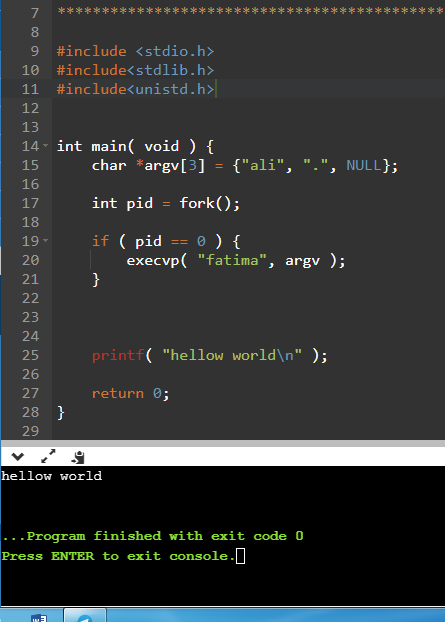 7 *******************************************
8
9 #include <stdio.h>
10 #include<stdlib.h>
11 #include<unistd.h>
12
13
14 int main( void ) {
15 char *argv[3] = {"ali", ".", NULL};
16
17 int pid = fork();
18
19 if ( pid == 0 ) {
20 execvp( "fatima", argv );
21 }
22
23
24
25 printf( "hellow world\n" );
26
27 return 0;
28 }
29
hellow world
...Program finished with exit code 0
Press ENTER to exit console.